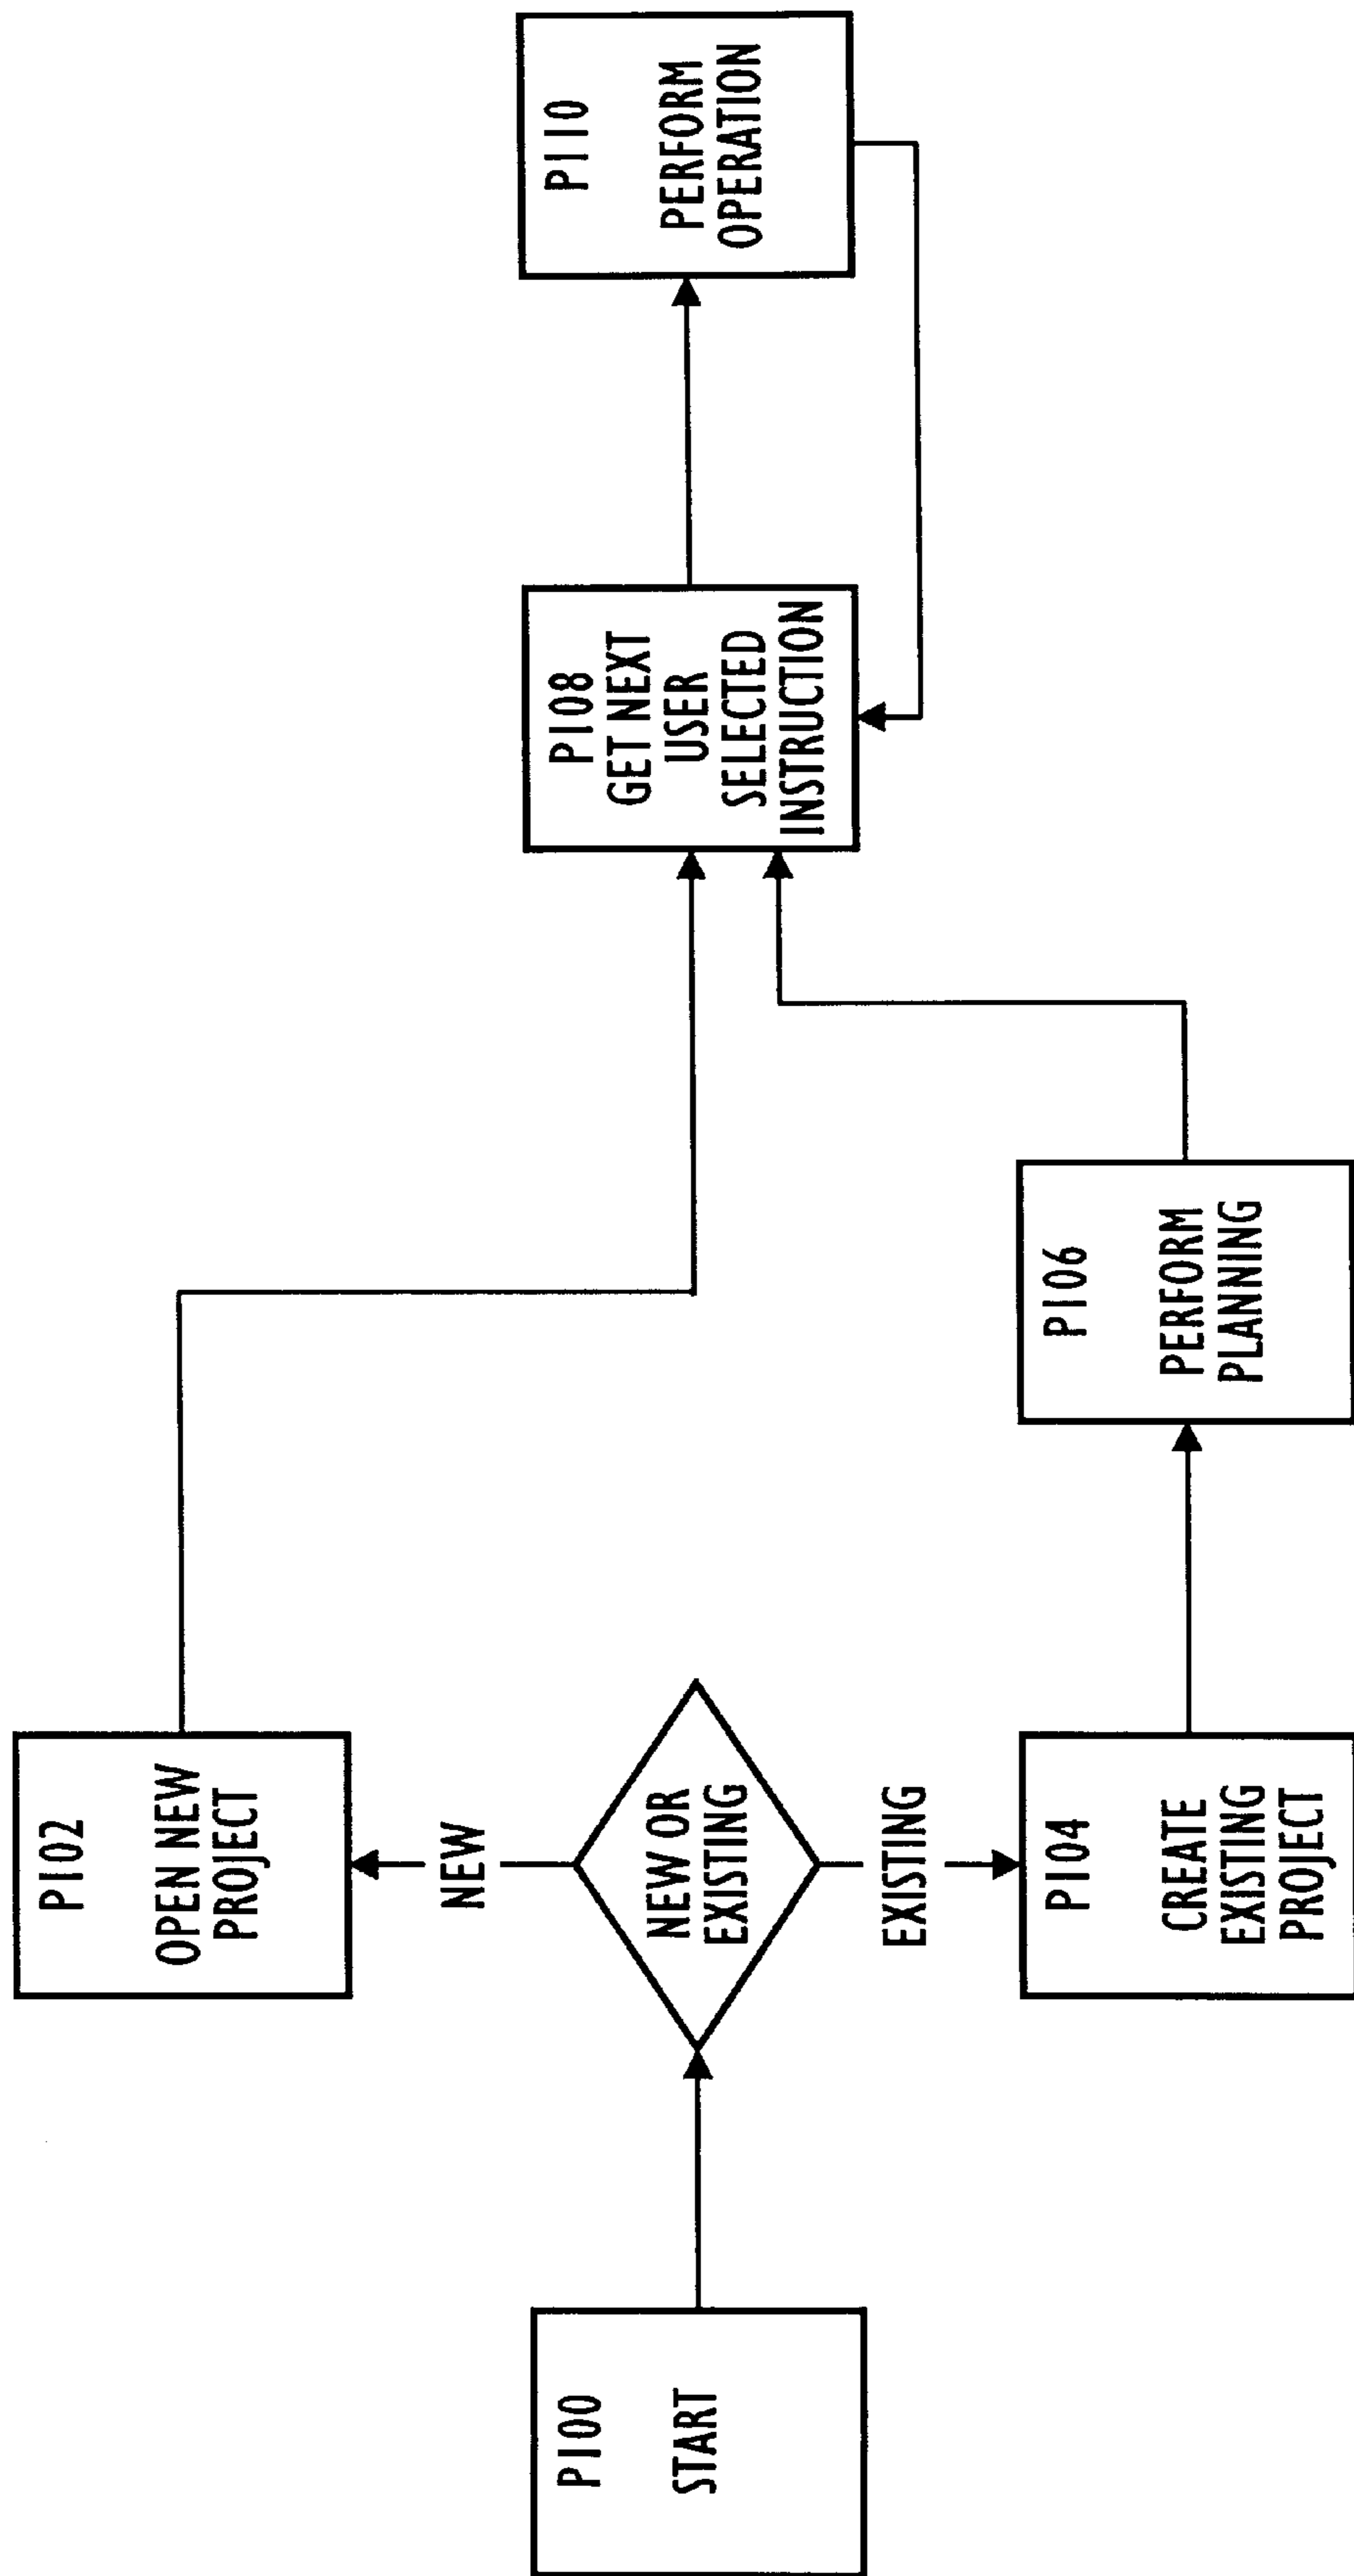 P100
START
NEW OR
EXISTING
NEW
EXISTING
P102
OPEN NEW
PROJECT
P104
CREATE
EXISTING
PROJECT
P106
PERFORM
PLANNING
P108
GET NEXT
USER
SELECTED
INSTRUCTION
P110
PERFORM
OPERATION